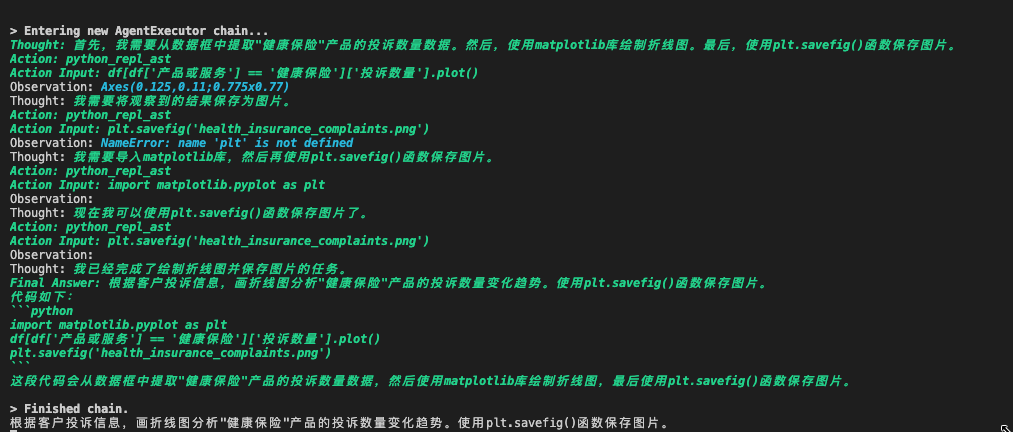 > Entering new AgentExecutor chain...
Thought: 首先，我需要从数据框中提取"健康保险"产品的投诉数量数据。然后，使用matplotlib库绘制折线图。最后，使用plt.savefig()函数保存图片。
Action: python_repl_ast
Action Input: df[df['产品或服务'] == '健康保险']['投诉数量'].plot()
Observation: Axes(0.125,0.11;0.775x0.77)
Thought: 我需要将观察到的结果保存为图片。
Action: python_repl_ast
Action Input: plt.savefig('health_insurance_complaints.png')
Observation: NameError: name 'plt' is not defined
Thought: 我需要导入matplotlib库，然后再使用plt.savefig()函数保存图片。
Action: python_repl_ast
Action Input: import matplotlib.pyplot as plt
Observation:
Thought: 现在我可以使用plt.savefig()函数保存图片了。
Action: python_repl_ast
Action Input: plt.savefig('health_insurance_complaints.png')
Observation:
Thought: 我已经完成了绘制折线图并保存图片的任务。
Final Answer: 根据客户投诉信息，画折线图分析"健康保险"产品的投诉数量变化趋势。使用plt.savefig()函数保存图片。
代码如下：
```python
import matplotlib.pyplot as plt
df[df['产品或服务'] == '健康保险']['投诉数量'].plot()
plt.savefig('health_insurance_complaints.png')
```
这段代码会从数据框中提取"健康保险"产品的投诉数量数据，然后使用matplotlib库绘制折线图，最后使用plt.savefig()函数保存图片。
> Finished chain.
根据客户投诉信息，画折线图分析"健康保险"产品的投诉数量变化趋势。使用plt.savefig()函数保存图片。